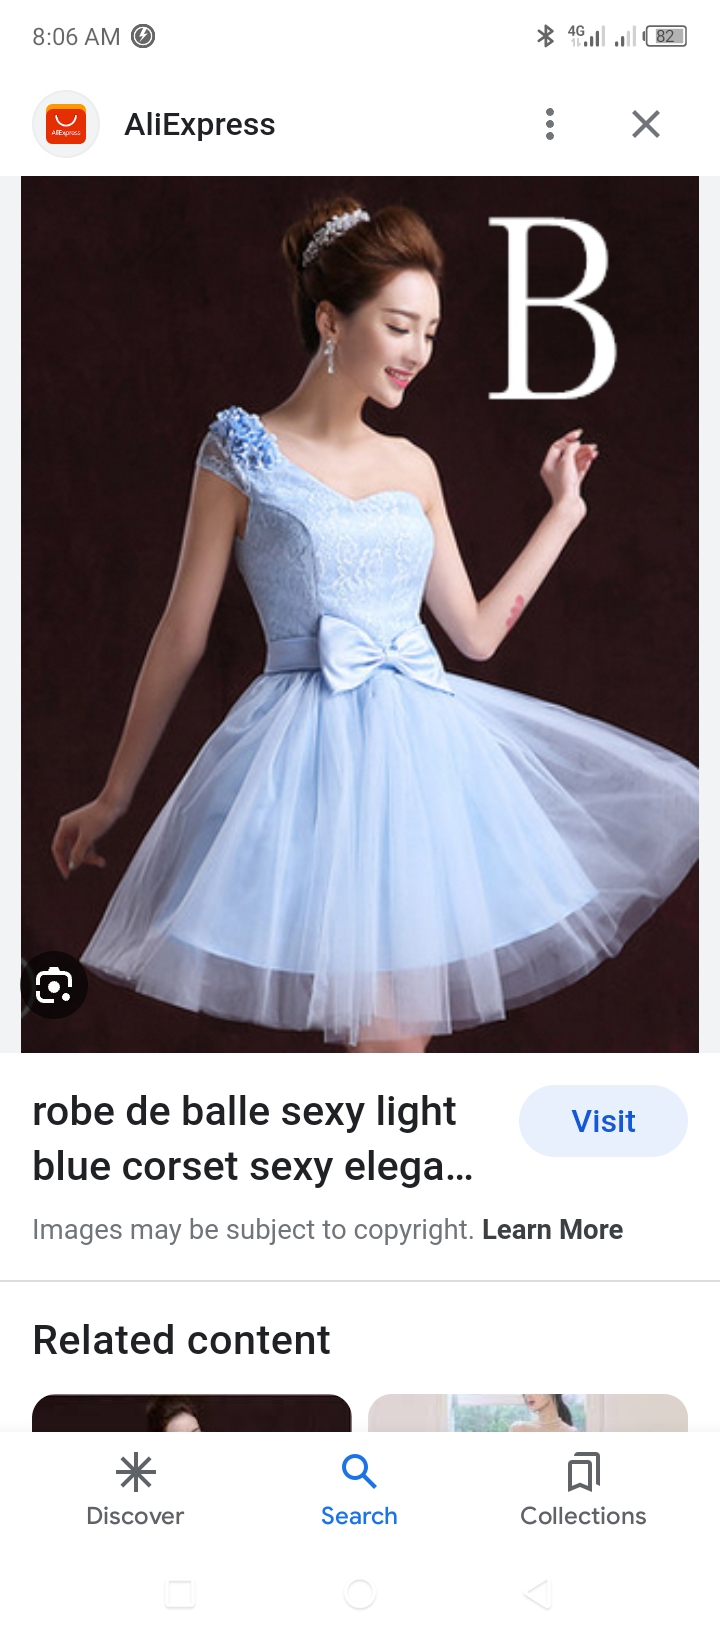 8:06 AM
4G
82
AliExpress
AliExpress
B
robe de balle sexy light
blue corset sexy elega...
Visit
Images may be subject to copyright. Learn More
Related content
Discover
Search
Collections